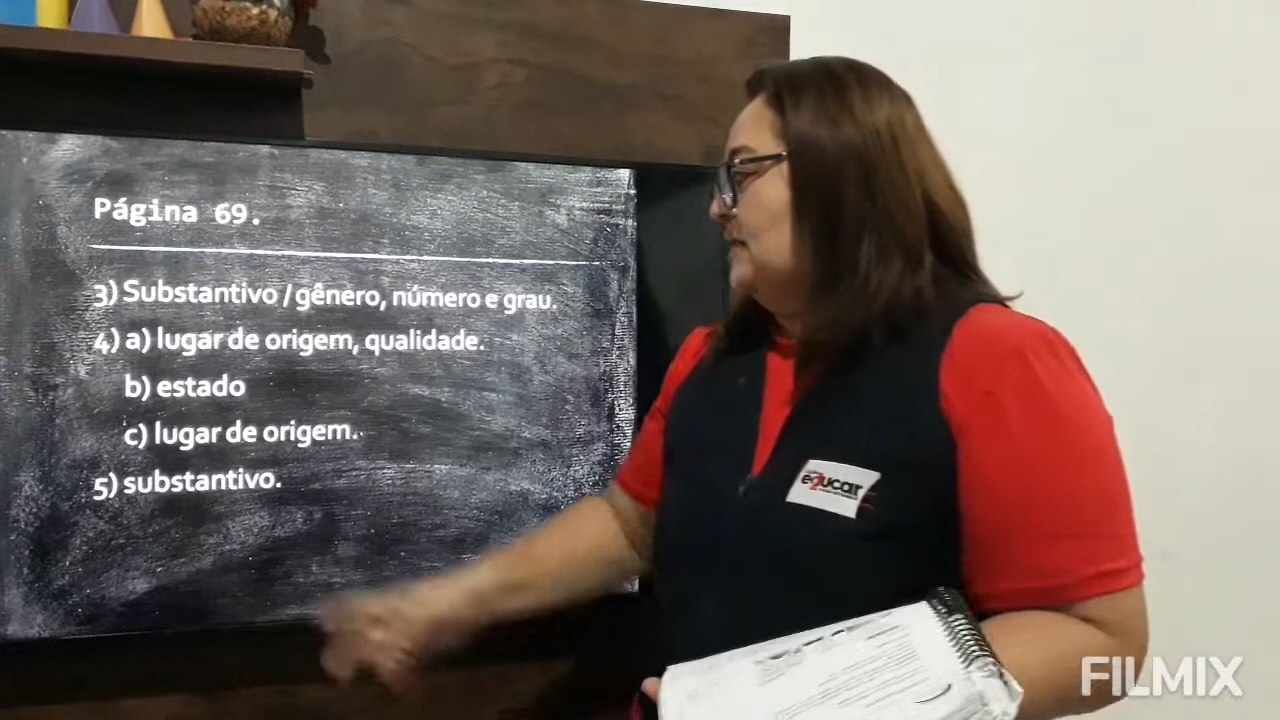 Página 69.
3) Substantivo / gênero, número e grau.
4) a) lugar de origem, qualidade.
b) estado
c) lugar de origem.
5) substantivo.
educar
FILMIX